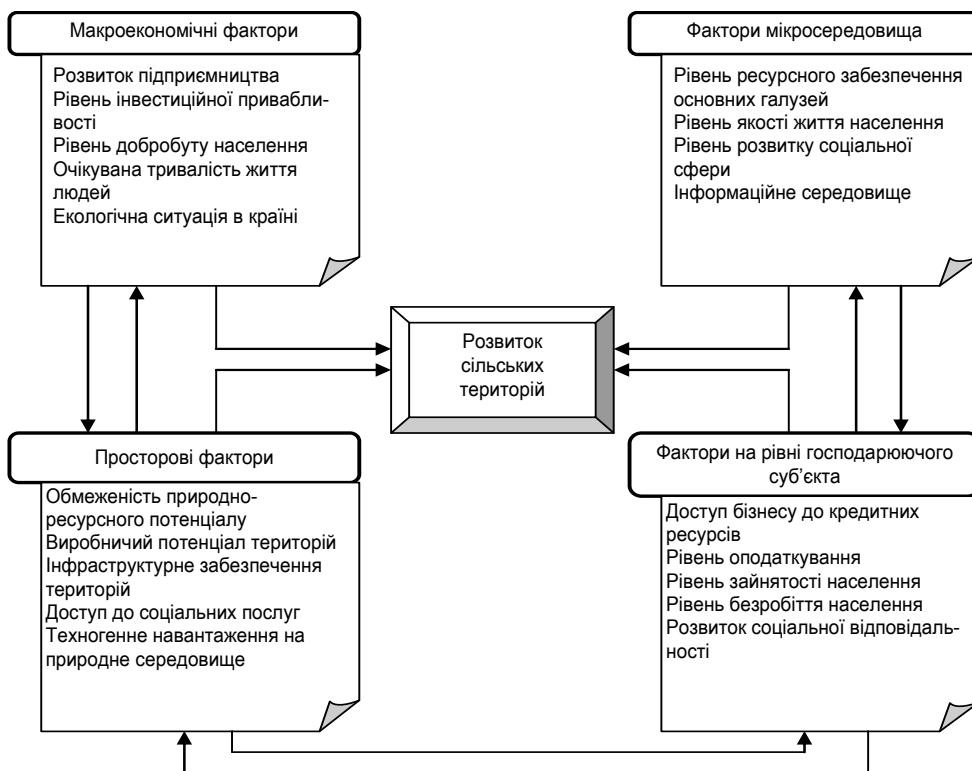 Макроекономічні фактори
Розвиток підприємництва
Рівень інвестиційної привабли-
вості
Рівень добробуту населення
Очікувана тривалість життя
людей
Екологічна ситуація в країні
Фактори мікросередовища
Рівень ресурсного забезпечення
основних галузей
Рівень якості життя населення
Рівень розвитку соціальної
сфери
Інформаційне середовище
Розвиток
сільських
територій
Просторові фактори
Обмеженість природно-
ресурсного потенціалу
Виробничий потенціал територій
Інфраструктурне забезпечення
територій
Доступ до соціальних послуг
Техногенне навантаження на
природне середовище
Фактори на рівні господарюючого
суб’єкта
Доступ бізнесу до кредитних
ресурсів
Рівень оподаткування
Рівень зайнятості населення
Рівень безробіття населення
Розвиток соціальної відповідаль-
ності